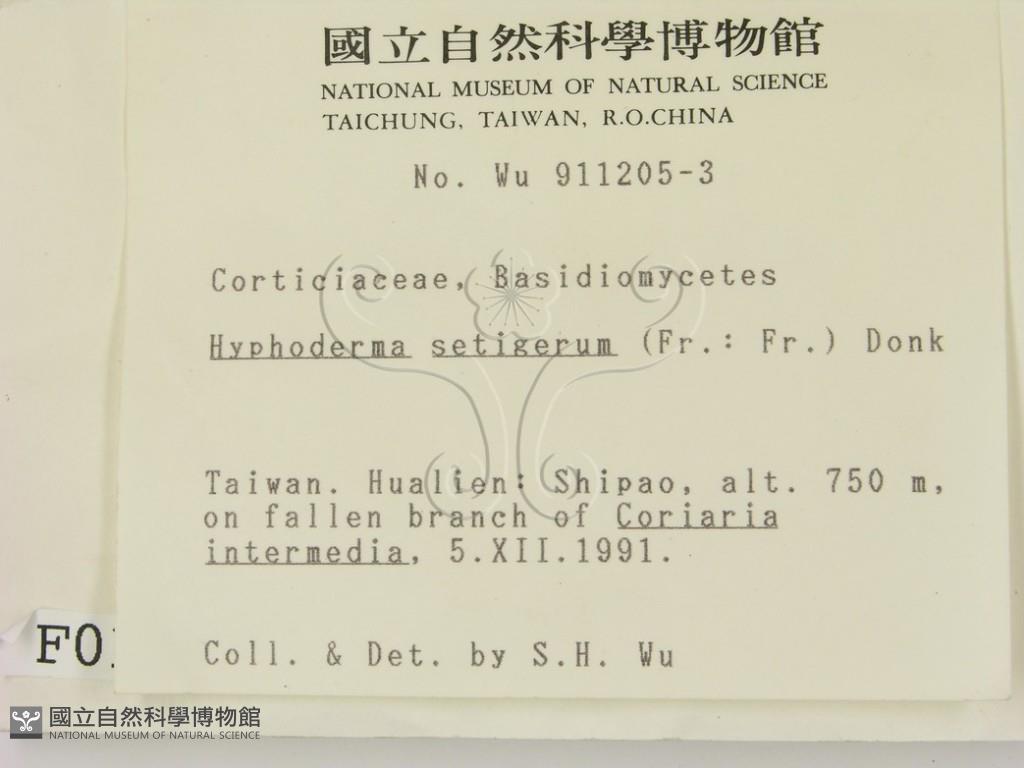 國立自然科學博物館
NATIONAL MUSEUM OF NATURAL SCIENCE
TAICHUNG, TAIWAN, R.O.CHINA
No. Wu 911205-3
Corticiaceae, Basidiomycetes
Hyphoderma setigerum (Fr.: Fr.) Donk
Taiwan. Hualien: Shipao, alt. 750 m,
on fallen branch of Coriaria
intermedia, 5.XII.1991.
Coll. & Det. by S.H. Wu
國立自然科學博物館
NATIONAL MUSEUM OF NATURAL SCIENCE